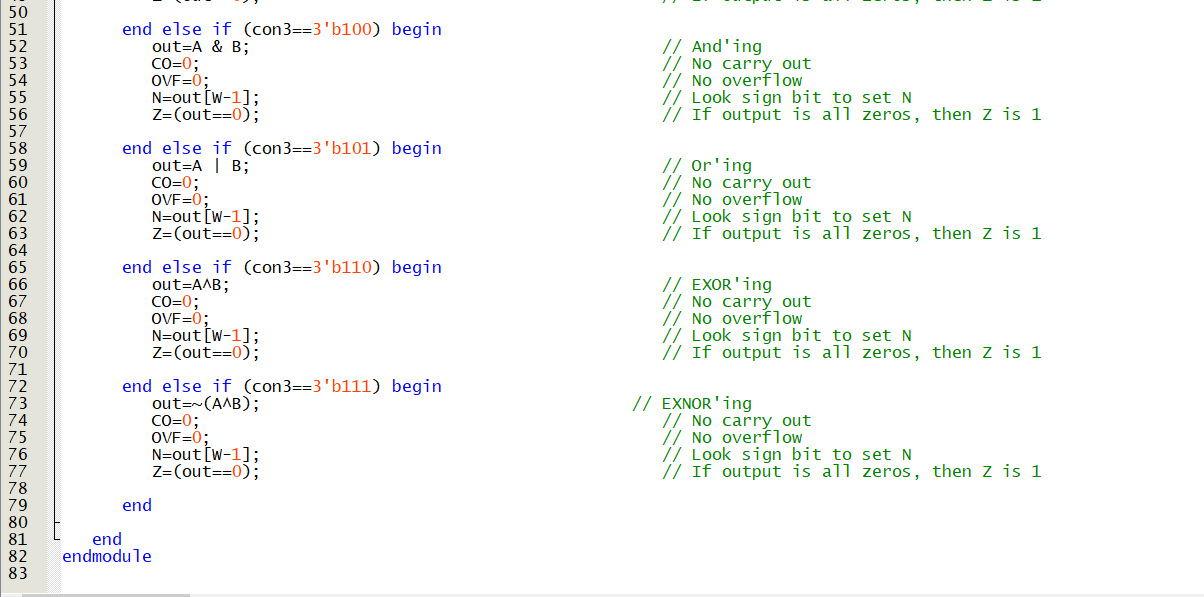 50
51 end else if (con3==3'b100) begin
52 out=A & B; // And'ing
53 CO=0; // No carry out
54 OVF=0; // No overflow
55 N=out[W-1]; // Look sign bit to set N
56 Z=(out==0); // If output is all zeros, then Z is 1
57
58 end else if (con3==3'b101) begin
59 out=A | B; // Or'ing
60 CO=0; // No carry out
61 OVF=0; // No overflow
62 N=out[W-1]; // Look sign bit to set N
63 Z=(out==0); // If output is all zeros, then Z is 1
64
65 end else if (con3==3'b110) begin
66 out=A^B; // EXOR'ing
67 CO=0; // No carry out
68 OVF=0; // No overflow
69 N=out[W-1]; // Look sign bit to set N
70 Z=(out==0); // If output is all zeros, then Z is 1
71
72 end else if (con3==3'b111) begin
73 out=~(A^B); // EXNOR'ing
74 CO=0; // No carry out
75 OVF=0; // No overflow
76 N=out[W-1]; // Look sign bit to set N
77 Z=(out==0); // If output is all zeros, then Z is 1
78
79 end
80
81 end
82 endmodule
83